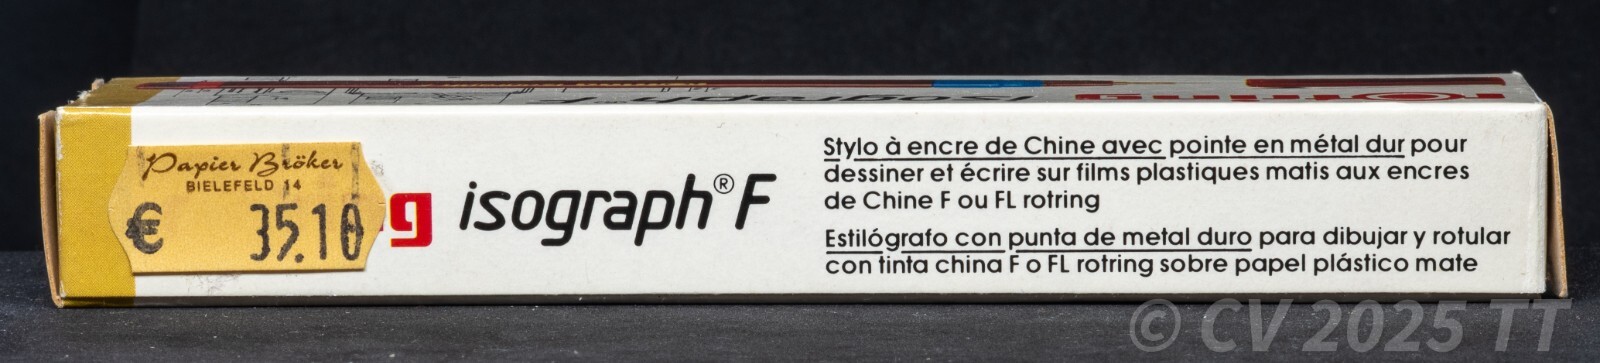 isograph F
rotring
Papier Bröker
BIELEFELD 14
€ 35.10
isograph® F
Stylo à encre de Chine avec pointe en métal dur pour
dessiner et écrire sur films plastiques matis aux encres
de Chine F ou FL rotring
Estilógrafo con punta de metal duro para dibujar y rotular
con tinta china F o FL rotring sobre papel plástico mate
© CV 2025 TT